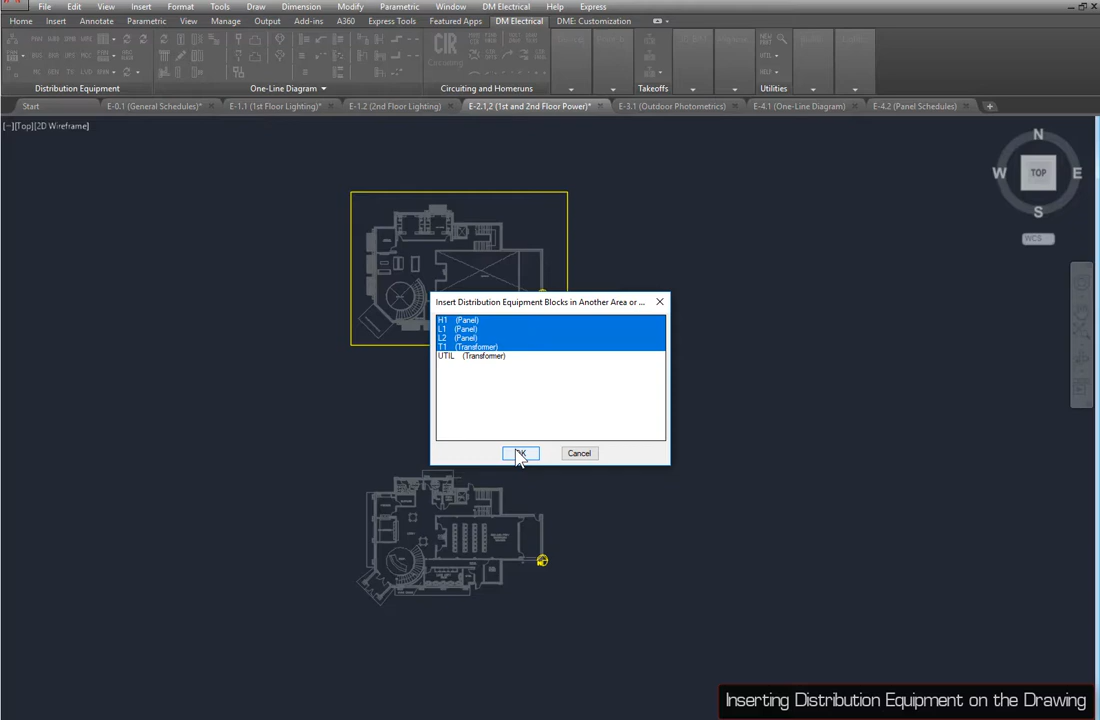 File Edit View Insert Format Tools Draw Dimension Modify Parametric Window DM Electrical Help Express
Home Insert Annotate Parametric View Manage Output Add-ins A360 Express Tools Featured Apps DM Electrical DME: Customization
CIR
Distribution Equipment One-Line Diagram Circuiting and Homeruns Takeoffs Utilities
Start E-0.1 (General Schedules)* E-1.1 (1st Floor Lighting)* E-1.2 (2nd Floor Lighting) E-2.1,2 (1st and 2nd Floor Power)* E-3.1 (Outdoor Photometrics) E-4.1 (One-Line Diagram) E-4.2 (Panel Schedules)
[−][Top][2D Wireframe]
N
W TOP E
S
WCS
Insert Distribution Equipment Blocks in Another Area or ...
H1 (Panel)
L1 (Panel)
L2 (Panel)
T1 (Transformer)
UTIL (Transformer)
Cancel
Inserting Distribution Equipment on the Drawing